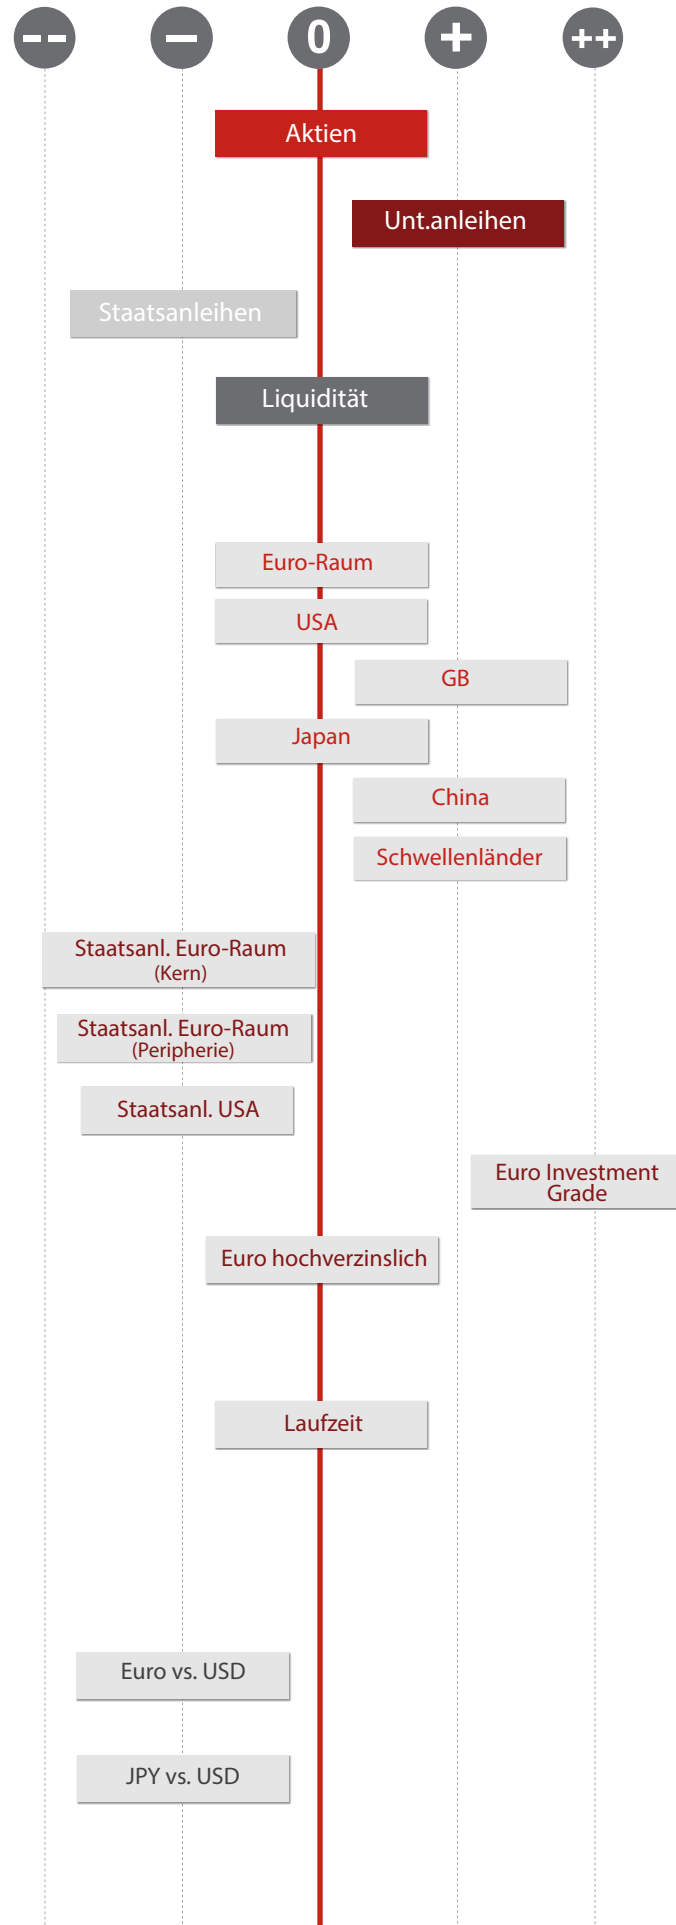 -- - 0 + ++
Aktien
Unt.anleihen
Staatsanleihen
Liquidität
Euro-Raum
USA
GB
Japan
China
Schwellenländer
Staatsanl. Euro-Raum
(Kern)
Staatsanl. Euro-Raum
(Peripherie)
Staatsanl. USA
Euro Investment
Grade
Euro hochverzinslich
Laufzeit
Euro vs. USD
JPY vs. USD